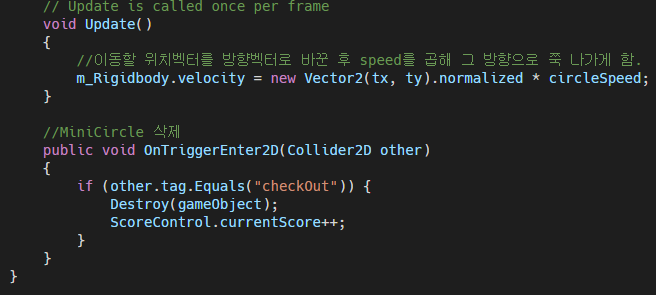 // Update is called once per frame
void Update()
{
//이동할 위치벡터를 방향벡터로 바꾼 후 speed를 곱해 그 방향으로 쭉 나가게 함.
m_Rigidbody.velocity = new Vector2(tx, ty).normalized * circleSpeed;
}
//MiniCircle 삭제
public void OnTriggerEnter2D(Collider2D other)
{
if (other.tag.Equals("checkOut")) {
Destroy(gameObject);
ScoreControl.currentScore++;
}
}
}